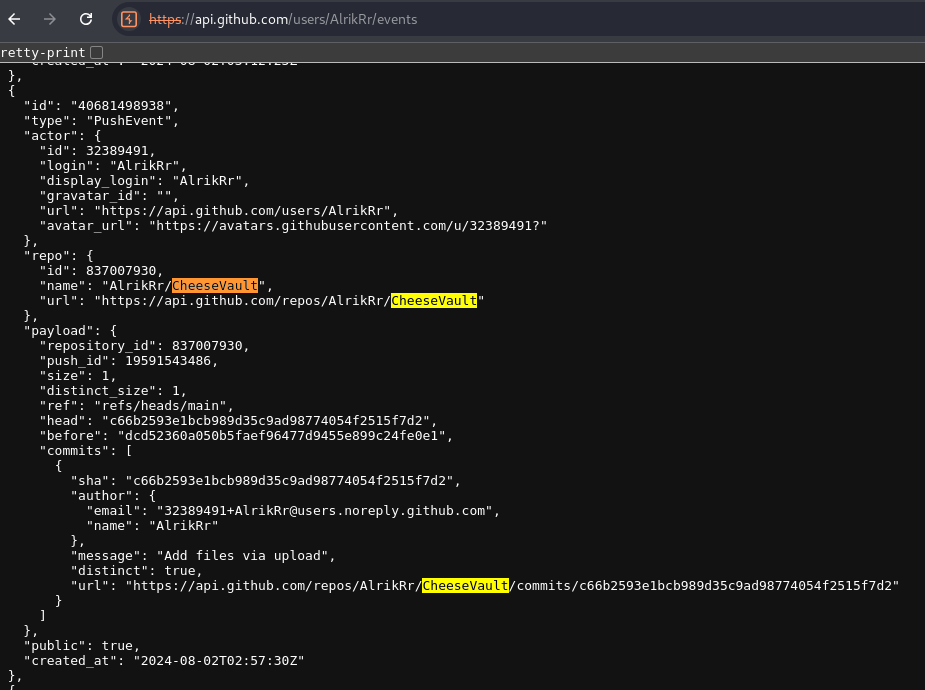 https://api.github.com/users/AlrikRr/events
retty-print
"created_at": "2024-08-02T03:12:23Z"
},
{
"id": "40681498938",
"type": "PushEvent",
"actor": {
"id": 32389491,
"login": "AlrikRr",
"display_login": "AlrikRr",
"gravatar_id": "",
"url": "https://api.github.com/users/AlrikRr",
"avatar_url": "https://avatars.githubusercontent.com/u/32389491?"
},
"repo": {
"id": 837007930,
"name": "AlrikRr/CheeseVault",
"url": "https://api.github.com/repos/AlrikRr/CheeseVault"
},
"payload": {
"repository_id": 837007930,
"push_id": 19591543486,
"size": 1,
"distinct_size": 1,
"ref": "refs/heads/main",
"head": "c66b2593e1bcb989d35c9ad98774054f2515f7d2",
"before": "dcd52360a050b5faef96477d9455e899c24fe0e1",
"commits": [
{
"sha": "c66b2593e1bcb989d35c9ad98774054f2515f7d2",
"author": {
"email": "32389491+AlrikRr@users.noreply.github.com",
"name": "AlrikRr"
},
"message": "Add files via upload",
"distinct": true,
"url": "https://api.github.com/repos/AlrikRr/CheeseVault/commits/c66b2593e1bcb989d35c9ad98774054f2515f7d2"
}
]
},
"public": true,
"created_at": "2024-08-02T02:57:30Z"
},
{